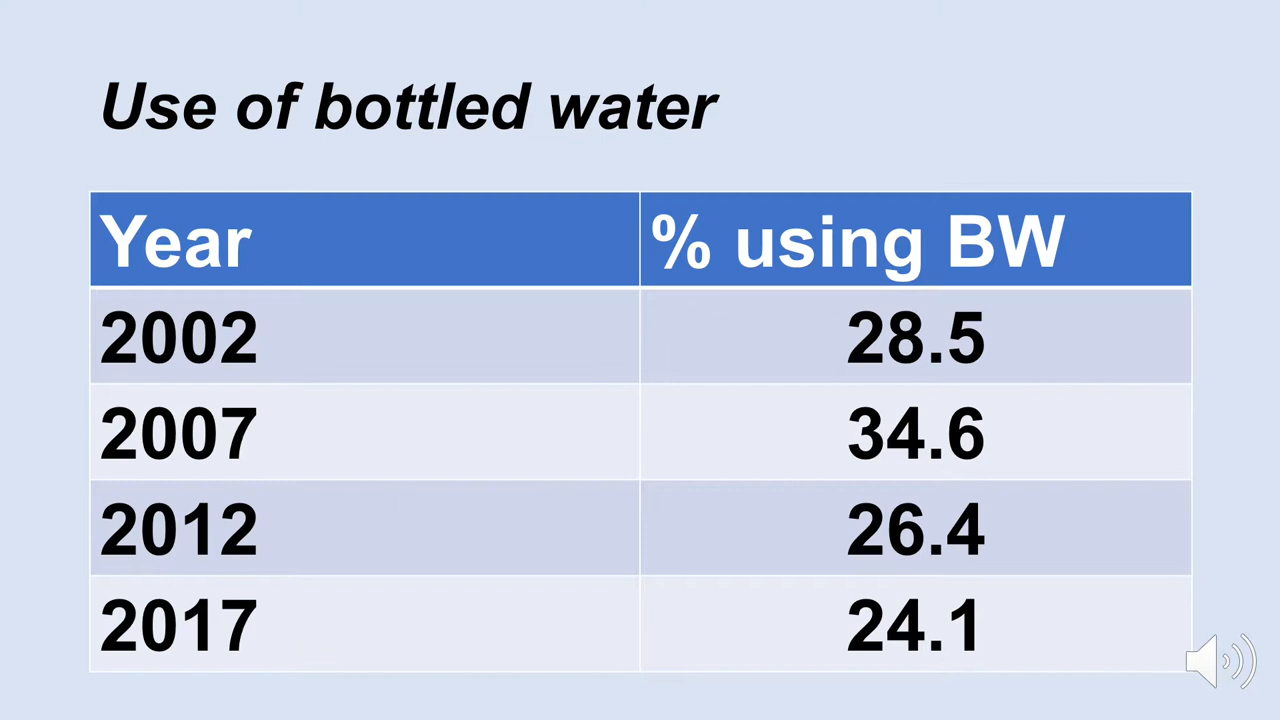 Use of bottled water
Year % using BW
2002 28.5
2007 34.6
2012 26.4
2017 24.1